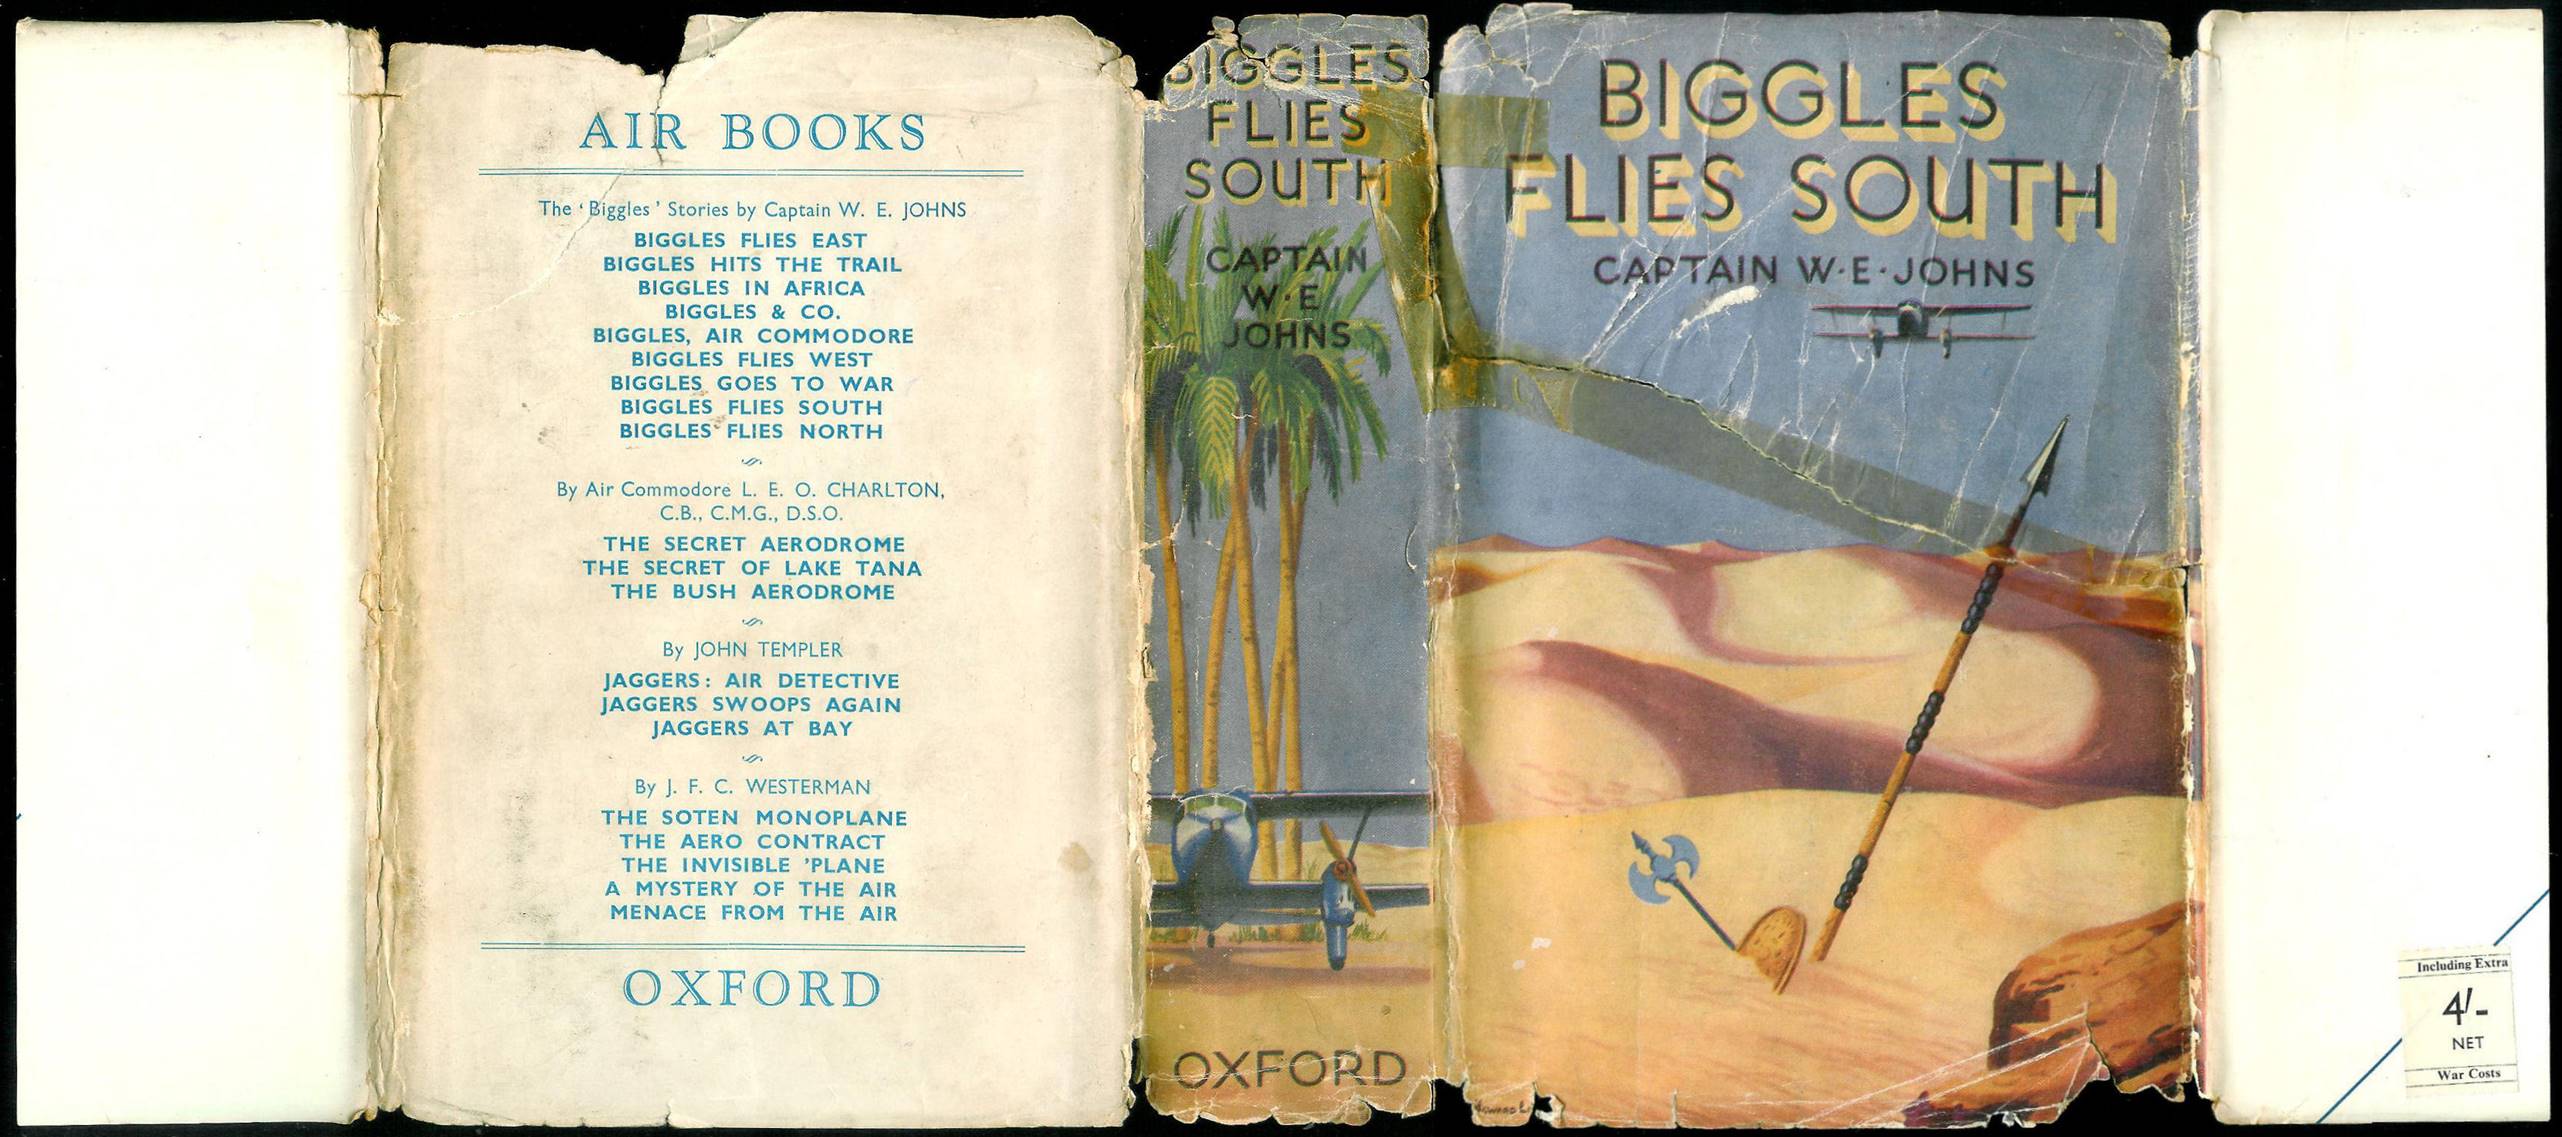 AIR BOOKS
The ‘Biggles’ Stories by Captain W. E. JOHNS
BIGGLES FLIES EAST
BIGGLES HITS THE TRAIL
BIGGLES IN AFRICA
BIGGLES & CO.
BIGGLES, AIR COMMODORE
BIGGLES FLIES WEST
BIGGLES GOES TO WAR
BIGGLES FLIES SOUTH
BIGGLES FLIES NORTH
By Air Commodore L. E. O. CHARLTON,
C.B., C.M.G., D.S.O.
THE SECRET AERODROME
THE SECRET OF LAKE TANA
THE BUSH AERODROME
By JOHN TEMPLER
JAGGERS: AIR DETECTIVE
JAGGERS SWOOPS AGAIN
JAGGERS AT BAY
By J. F. C. WESTERMAN
THE SOTEN MONOPLANE
THE AERO CONTRACT
THE INVISIBLE ’PLANE
A MYSTERY OF THE AIR
MENACE FROM THE AIR
OXFORD
BIGGLES
FLIES
SOUTH
CAPTAIN
W·E
JOHNS
OXFORD
BIGGLES
FLIES SOUTH
CAPTAIN W·E·JOHNS
Including Extra
4/-
NET
War Costs